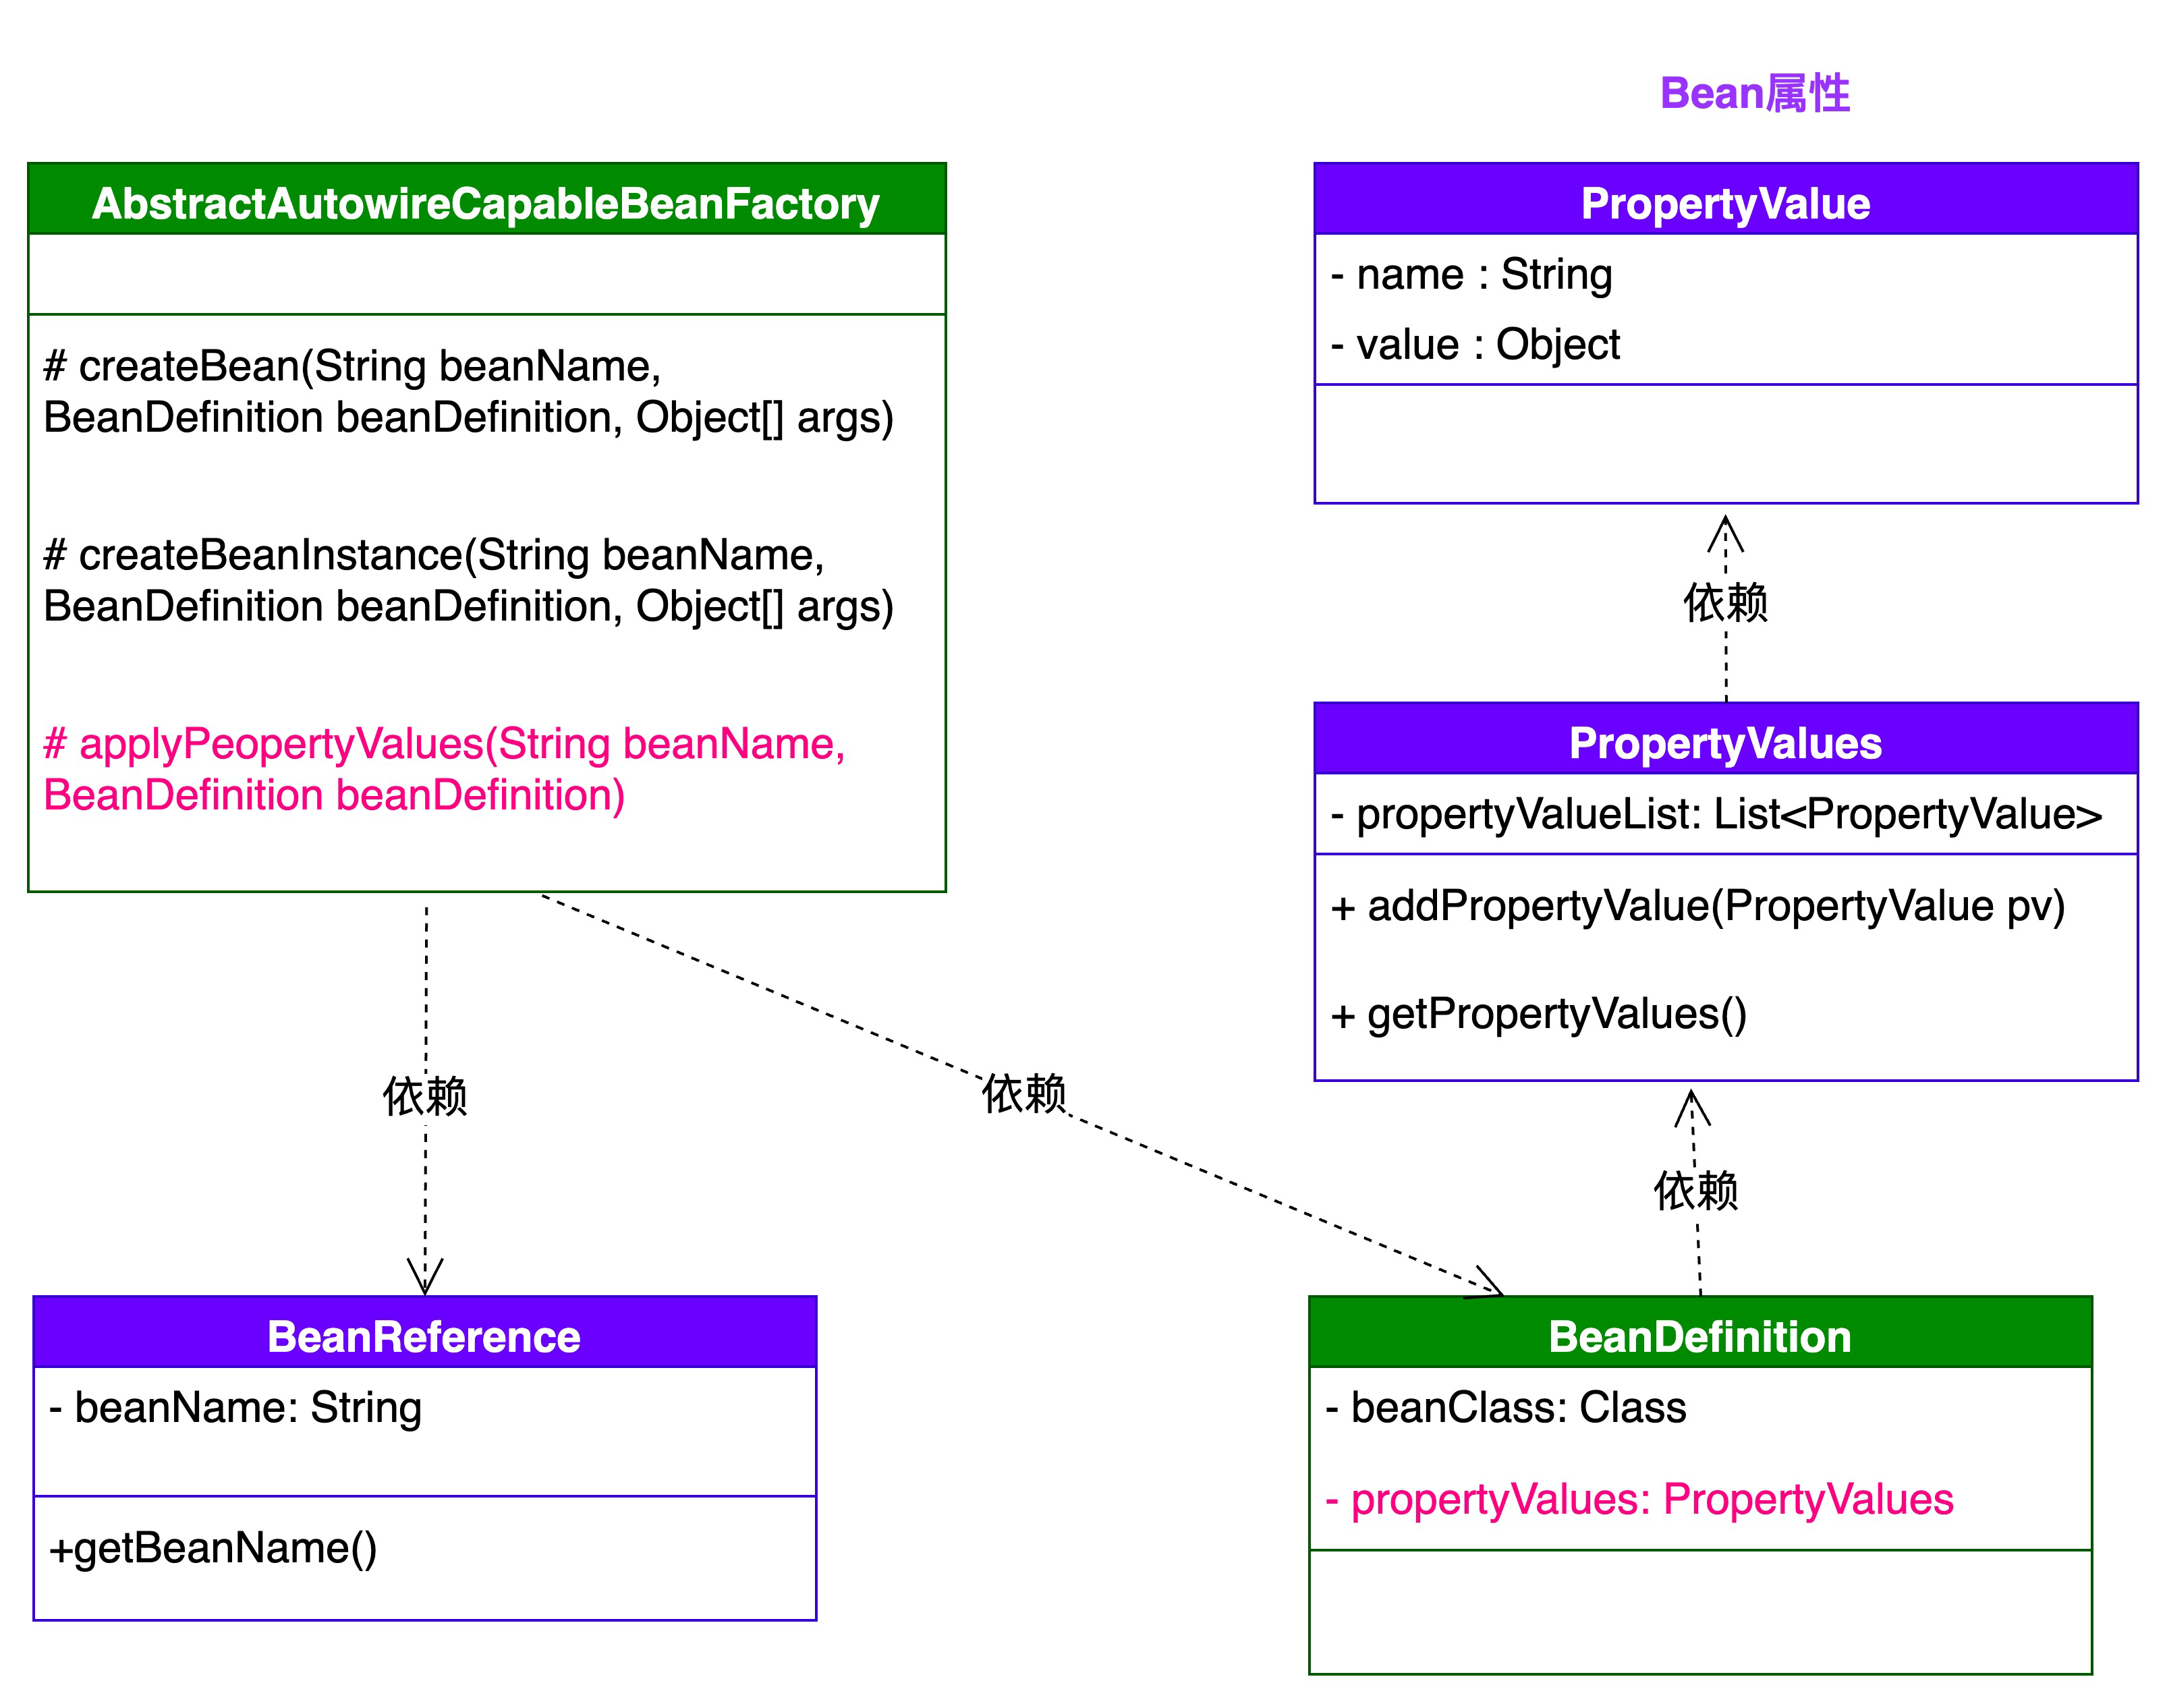 Bean属性
AbstractAutowireCapableBeanFactory
# createBean(String beanName,
BeanDefinition beanDefinition, Object[] args)
# createBeanInstance(String beanName,
BeanDefinition beanDefinition, Object[] args)
# applyPeopertyValues(String beanName,
BeanDefinition beanDefinition)
PropertyValue
- name : String
- value : Object
依赖
PropertyValues
- propertyValueList: List<PropertyValue>
+ addPropertyValue(PropertyValue pv)
+ getPropertyValues()
依赖
依赖
依赖
BeanReference
- beanName: String
+getBeanName()
BeanDefinition
- beanClass: Class
- propertyValues: PropertyValues